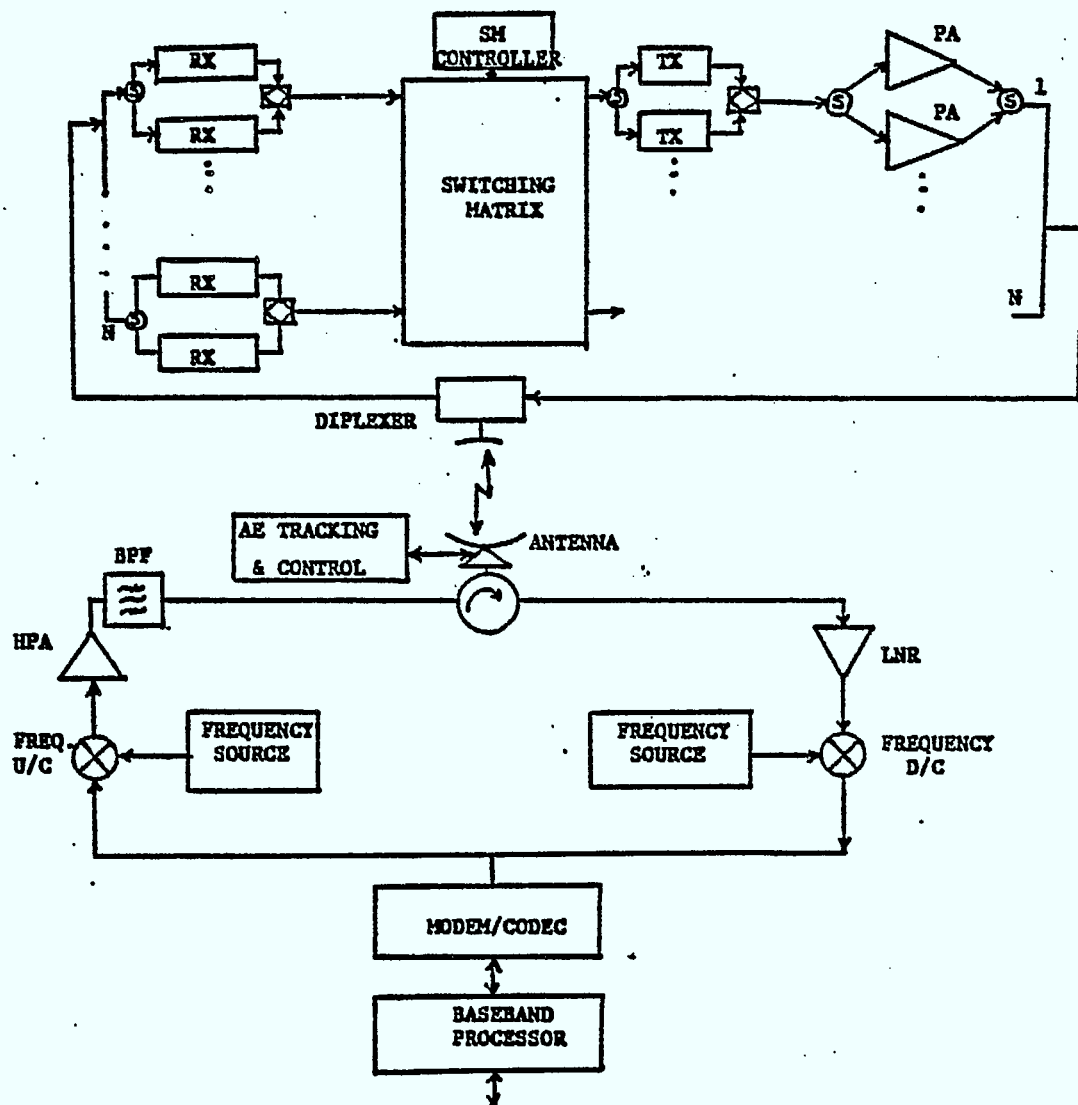 SM
CONTROLLER
RX
RX
TX
TX
PA
PA
S
S
S
S
1
SWITCHING
MATRIX
RX
RX
S
N
N
DIPLEXER
AE TRACKING
& CONTROL
ANTENNA
BPF
HPA
LNR
FREQ.
U/C
FREQUENCY
SOURCE
FREQUENCY
SOURCE
FREQUENCY
D/C
MODEM/CODEC
BASEBAND
PROCESSOR